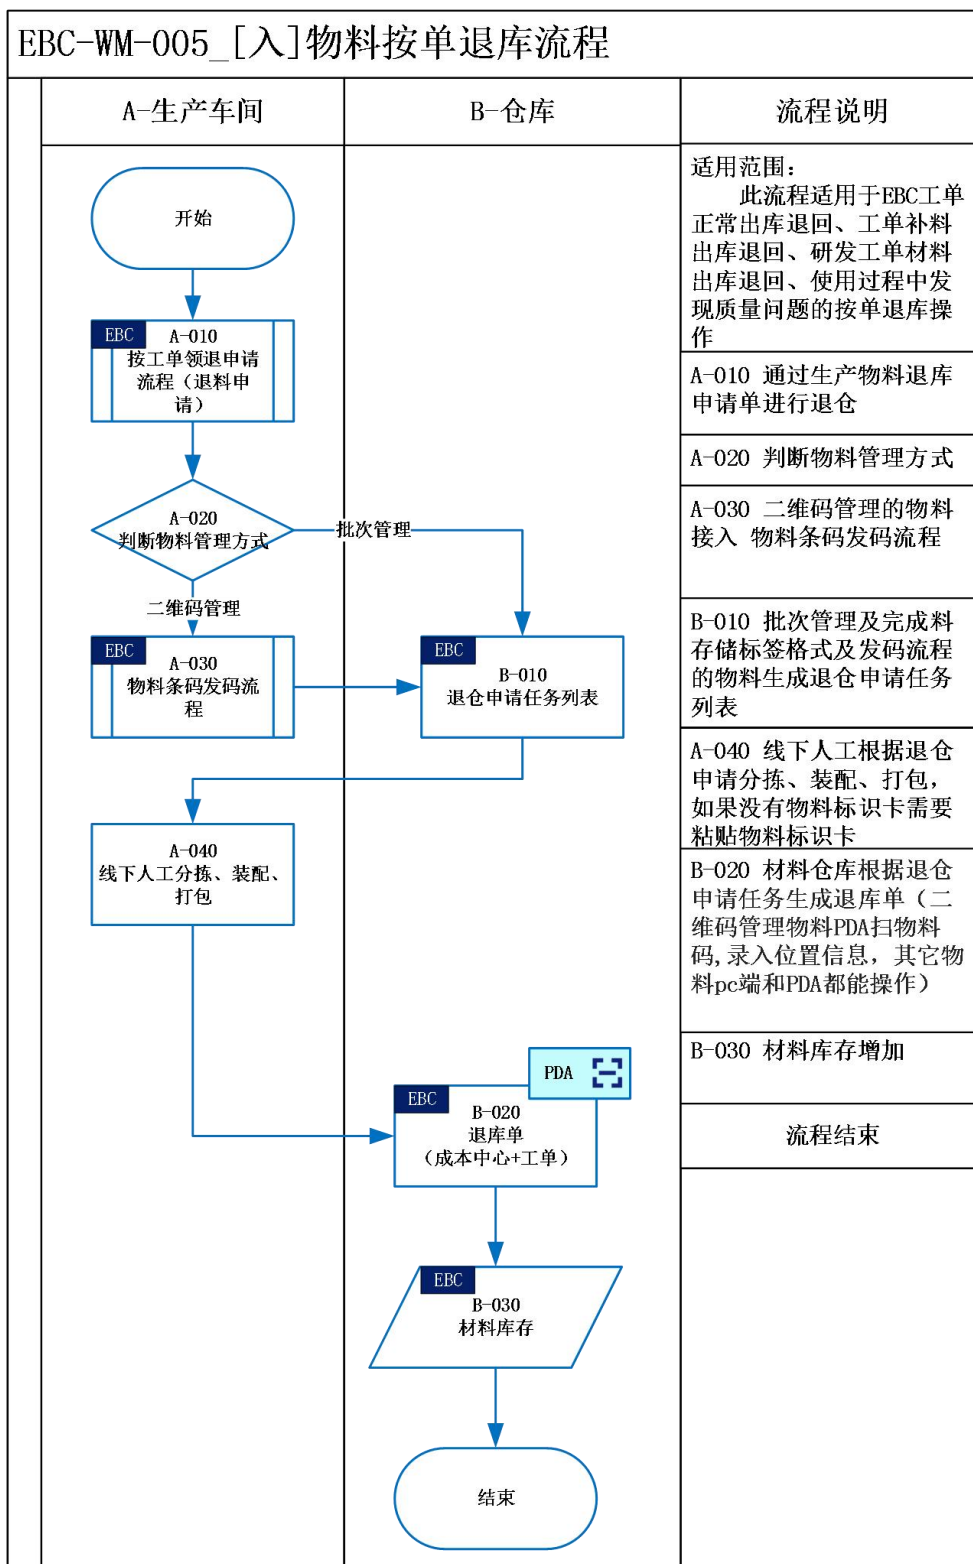 EBC-WM-005_[入]物料按单退库流程
A-生产车间
B-仓库
流程说明
开始
EBC
A-010
按工单领退申请
流程（退料申
请）
A-020
判断物料管理方式
批次管理
二维码管理
EBC
A-030
物料条码发码流
程
EBC
B-010
退仓申请任务列表
A-040
线下人工分拣、装配、
打包
PDA
EBC
B-020
退库单
（成本中心+工单）
EBC
B-030
材料库存
结束
适用范围：
此流程适用于EBC工单
正常出库退回、工单补料
出库退回、研发工单材料
出库退回、使用过程中发
现质量问题的按单退库操
作
A-010 通过生产物料退库
申请单进行退仓
A-020 判断物料管理方式
A-030 二维码管理的物料
接入 物料条码发码流程
B-010 批次管理及完成料
存储标签格式及发码流程
的物料生成退仓申请任务
列表
A-040 线下人工根据退仓
申请分拣、装配、打包，
如果没有物料标识卡需要
粘贴物料标识卡
B-020 材料仓库根据退仓
申请任务生成退库单（二
维码管理物料PDA扫物料
码,录入位置信息，其它物
料pc端和PDA都能操作）
B-030 材料库存增加
流程结束